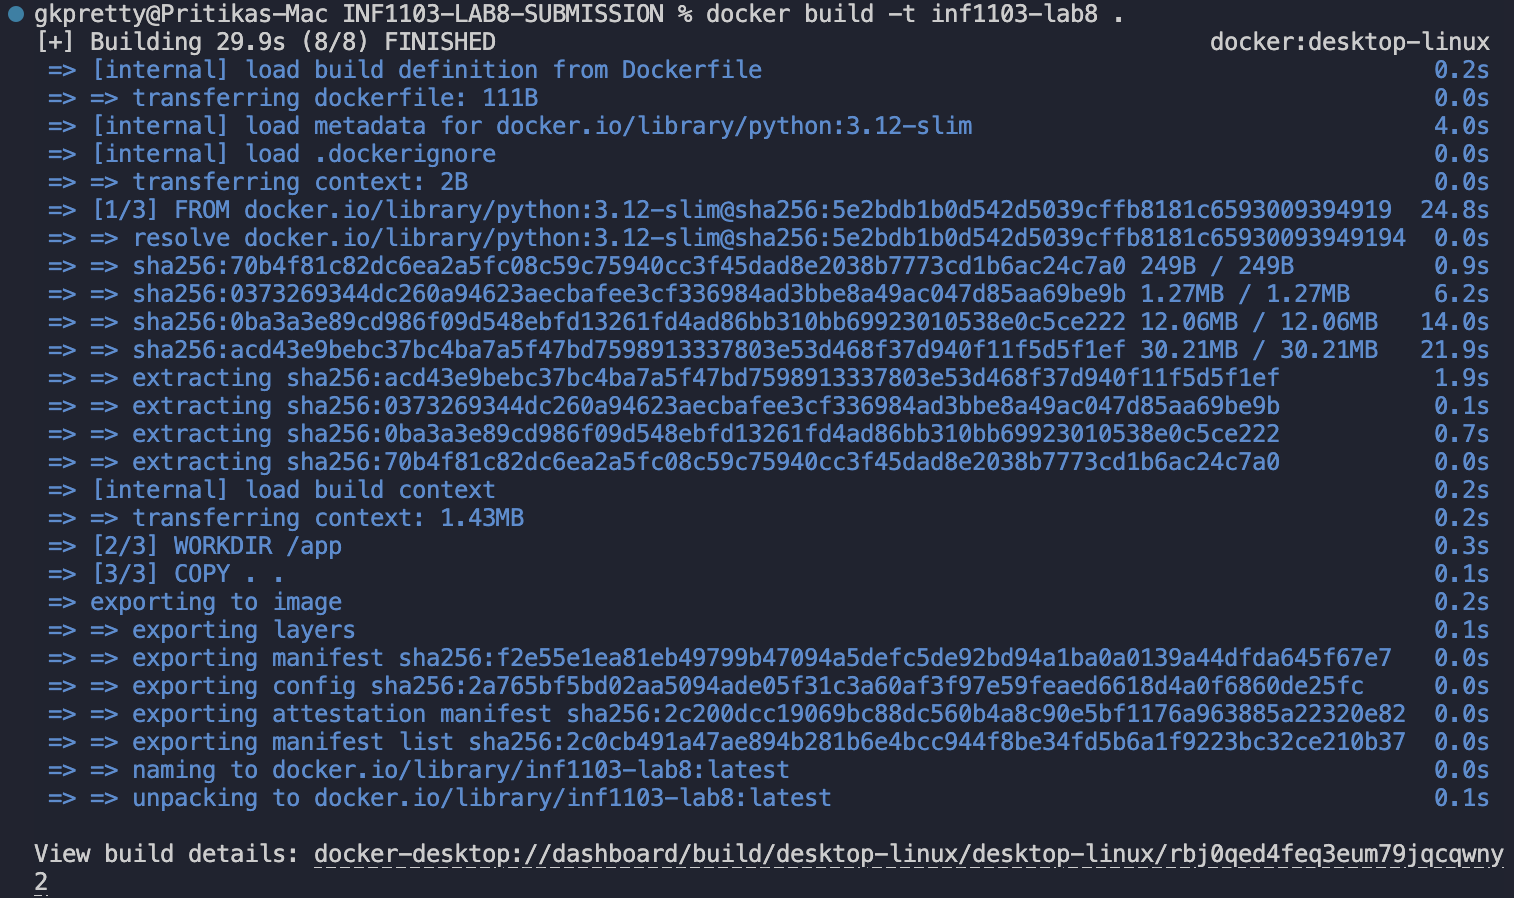 gkpretty@Pritikas-Mac INF1103-LAB8-SUBMISSION % docker build -t inf1103-lab8 .
[+] Building 29.9s (8/8) FINISHED docker:desktop-linux
=> [internal] load build definition from Dockerfile 0.2s
=> => transferring dockerfile: 111B 0.0s
=> [internal] load metadata for docker.io/library/python:3.12-slim 4.0s
=> [internal] load .dockerignore 0.0s
=> => transferring context: 2B 0.0s
=> [1/3] FROM docker.io/library/python:3.12-slim@sha256:5e2bdb1b0d542d5039cffb8181c6593009394919 24.8s
=> => resolve docker.io/library/python:3.12-slim@sha256:5e2bdb1b0d542d5039cffb8181c65930093949194 0.0s
=> => sha256:70b4f81c82dc6ea2a5fc08c59c75940cc3f45dad8e2038b7773cd1b6ac24c7a0 249B / 249B 0.9s
=> => sha256:0373269344dc260a94623aecbafee3cf336984ad3bbe8a49ac047d85aa69be9b 1.27MB / 1.27MB 6.2s
=> => sha256:0ba3a3e89cd986f09d548ebfd13261fd4ad86bb310bb69923010538e0c5ce222 12.06MB / 12.06MB 14.0s
=> => sha256:acd43e9bebc37bc4ba7a5f47bd7598913337803e53d468f37d940f11f5d5f1ef 30.21MB / 30.21MB 21.9s
=> => extracting sha256:acd43e9bebc37bc4ba7a5f47bd7598913337803e53d468f37d940f11f5d5f1ef 1.9s
=> => extracting sha256:0373269344dc260a94623aecbafee3cf336984ad3bbe8a49ac047d85aa69be9b 0.1s
=> => extracting sha256:0ba3a3e89cd986f09d548ebfd13261fd4ad86bb310bb69923010538e0c5ce222 0.7s
=> => extracting sha256:70b4f81c82dc6ea2a5fc08c59c75940cc3f45dad8e2038b7773cd1b6ac24c7a0 0.0s
=> [internal] load build context 0.2s
=> => transferring context: 1.43MB 0.2s
=> [2/3] WORKDIR /app 0.3s
=> [3/3] COPY . . 0.1s
=> exporting to image 0.2s
=> => exporting layers 0.1s
=> => exporting manifest sha256:f2e55e1ea81eb49799b47094a5defc5de92bd94a1ba0a0139a44dfda645f67e7 0.0s
=> => exporting config sha256:2a765bf5bd02aa5094ade05f31c3a60af3f97e59feaed6618d4a0f6860de25fc 0.0s
=> => exporting attestation manifest sha256:2c200dcc19069bc88dc560b4a8c90e5bf1176a963885a22320e82 0.0s
=> => exporting manifest list sha256:2c0cb491a47ae894b281b6e4bcc944f8be34fd5b6a1f9223bc32ce210b37 0.0s
=> => naming to docker.io/library/inf1103-lab8:latest 0.0s
=> => unpacking to docker.io/library/inf1103-lab8:latest 0.1s
View build details: docker-desktop://dashboard/build/desktop-linux/desktop-linux/rbj0qed4feq3eum79jqcqwny
2